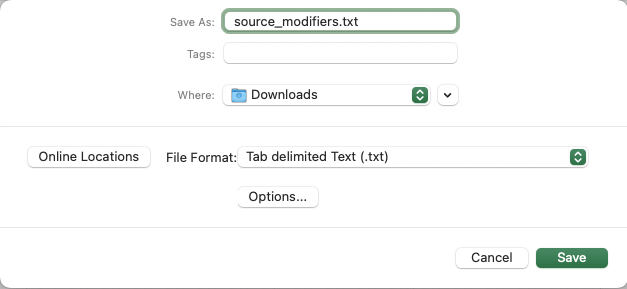 Save As: source_modifiers.txt
Tags:
Where: Downloads
Online Locations File Format: Tab delimited Text (.txt)
Options...
Cancel Save